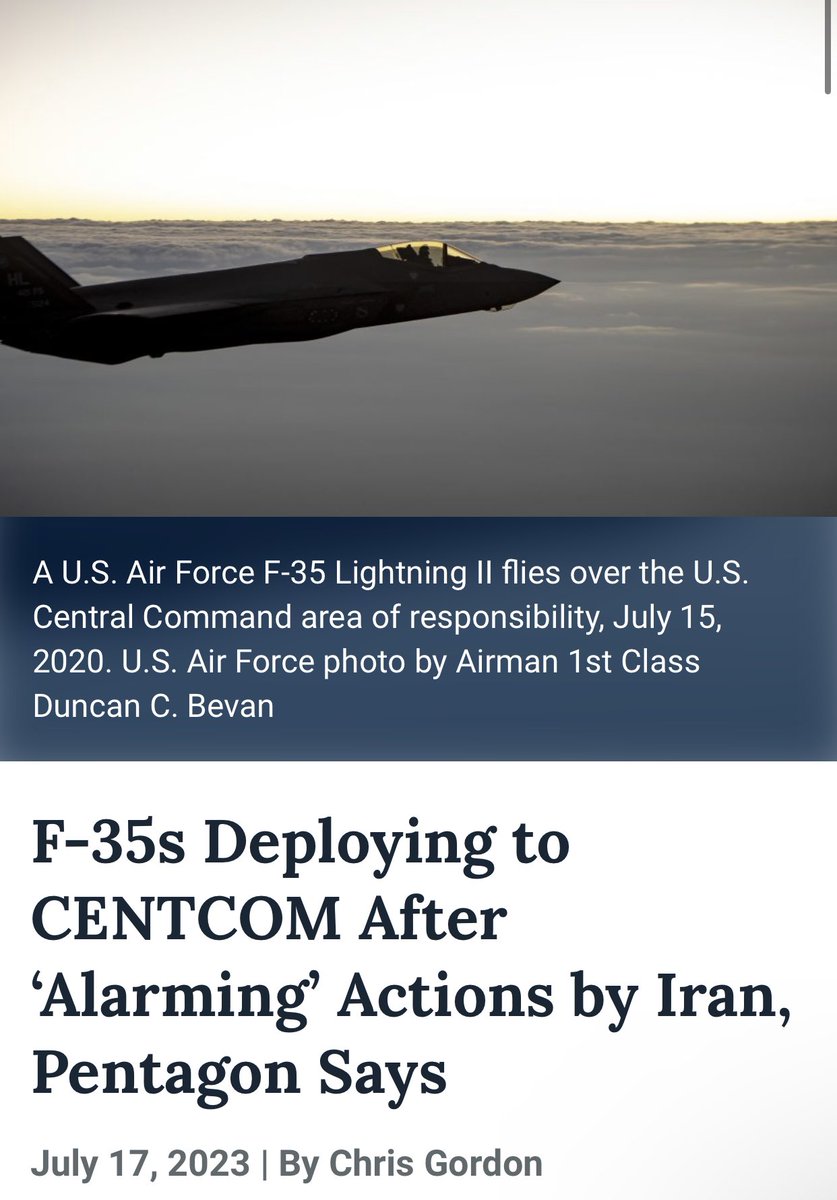 HL
A U.S. Air Force F-35 Lightning II flies over the U.S.
Central Command area of responsibility, July 15,
2020. U.S. Air Force photo by Airman 1st Class
Duncan C. Bevan
F-35s Deploying to
CENTCOM After
‘Alarming’ Actions by Iran,
Pentagon Says
July 17, 2023 | By Chris Gordon